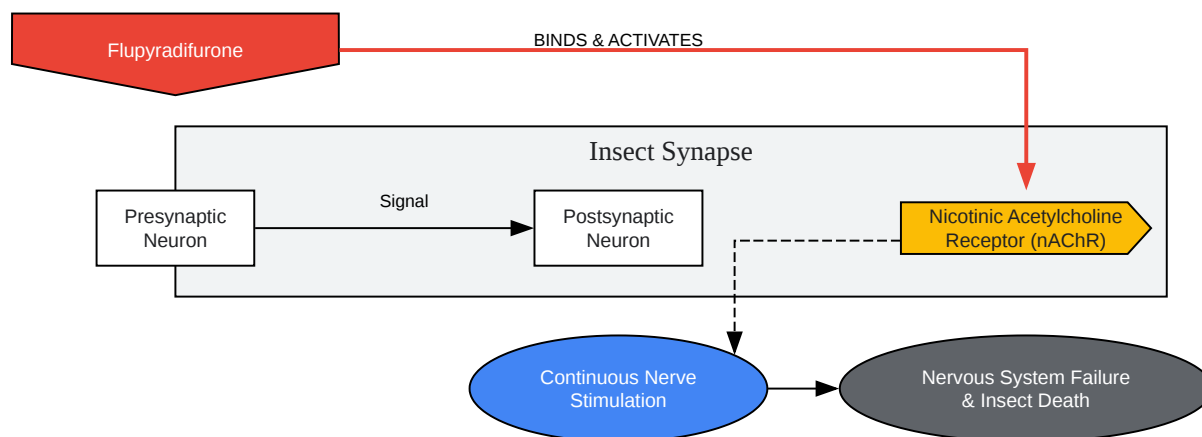 Flupyradifurone
BINDS & ACTIVATES
Insect Synapse
Presynaptic
Neuron
Signal
Postsynaptic
Neuron
Nicotinic Acetylcholine
Receptor (nAChR)
Continuous Nerve
Stimulation
Nervous System Failure
& Insect Death